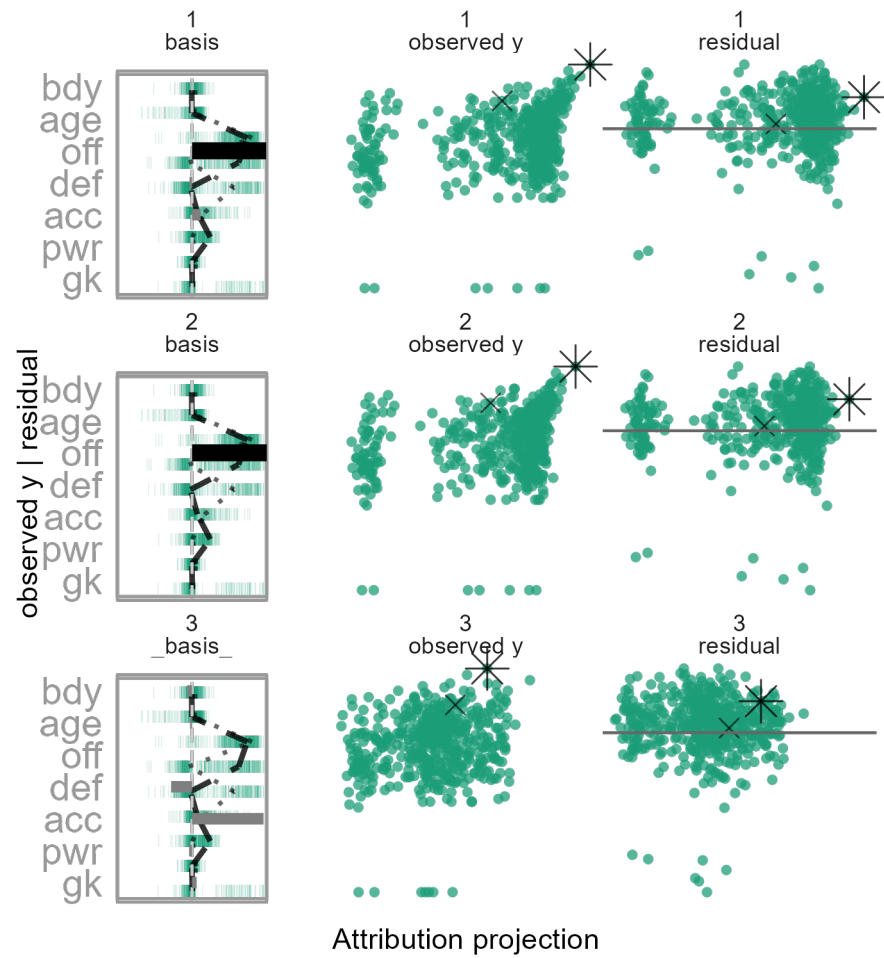 1
basis
1
observed y
1
residual
bdy
age
off
def
acc
pwr
gk
2
basis
2
observed y
2
residual
bdy
age
off
def
acc
pwr
gk
3
_basis_
3
observed y
3
residual
bdy
age
off
def
acc
pwr
gk
observed y | residual
Attribution projection